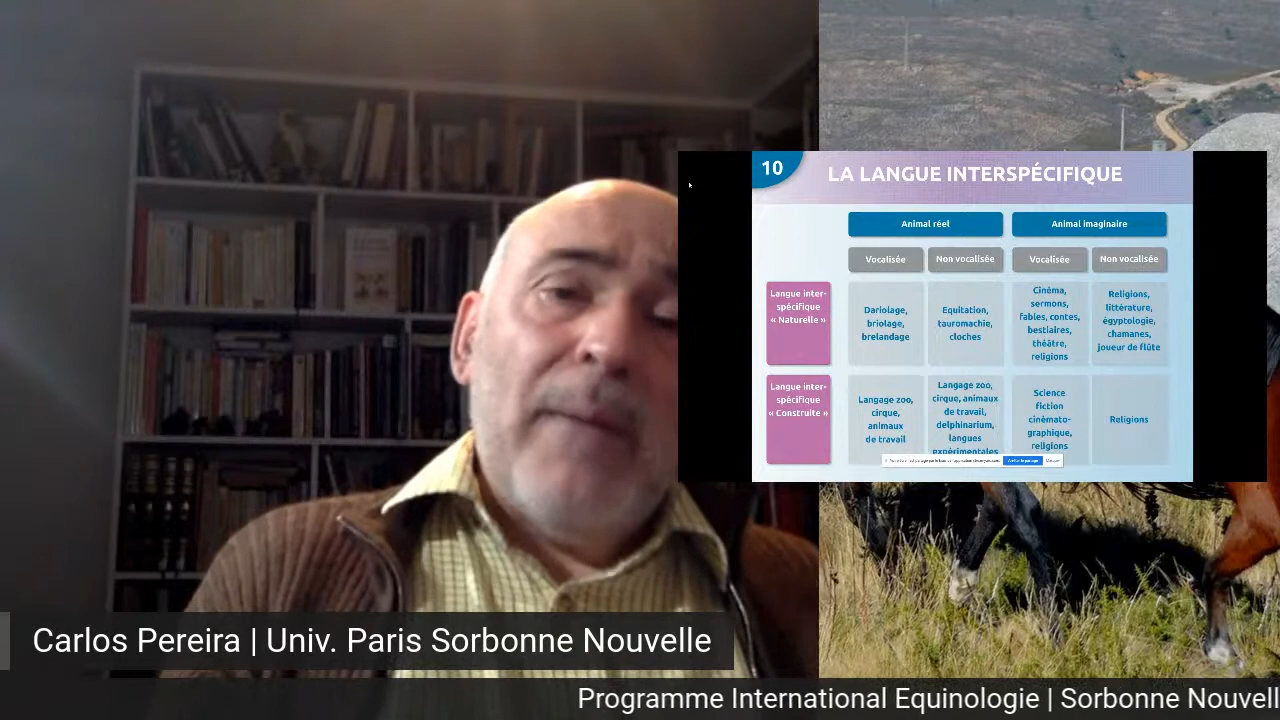 10
LA LANGUE INTERSPÉCIFIQUE
Animal réel
Animal imaginaire
Vocalisée
Non vocalisée
Vocalisée
Non vocalisée
Langue inter-
spécifique
« Naturelle »
Dariolage,
briolage,
brelandage
Equitation,
tauromachie,
cloches
Cinéma,
sermons,
fables, contes,
bestiaires,
théâtre,
religions
Religions,
littérature,
égyptologie,
chamanes,
joueur de flûte
Langue inter-
spécifique
« Construite »
Langage zoo,
cirque,
animaux
de travail
Langage zoo,
cirque, animaux
de travail,
delphinarium,
langues
expérimentales
Science
fiction
cinémato-
graphique,
religions
Religions
Arrêter le partage
Carlos Pereira | Univ. Paris Sorbonne Nouvelle
Programme International Equinologie | Sorbonne Nouvell